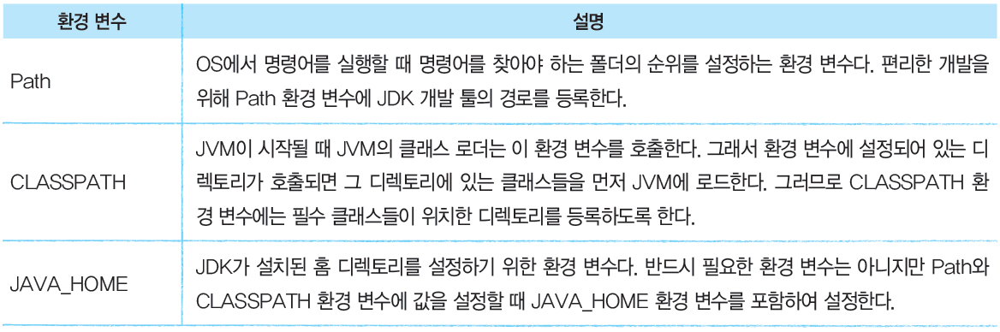 환경 변수 설명
Path
OS에서 명령어를 실행할 때 명령어를 찾아야 하는 폴더의 순위를 설정하는 환경 변수다. 편리한 개발을
위해 Path 환경 변수에 JDK 개발 툴의 경로를 등록한다.
CLASSPATH
JVM이 시작될 때 JVM의 클래스 로더는 이 환경 변수를 호출한다. 그래서 환경 변수에 설정되어 있는 디
렉토리가 호출되면 그 디렉토리에 있는 클래스들을 먼저 JVM에 로드한다. 그러므로 CLASSPATH 환
경 변수에는 필수 클래스들이 위치한 디렉토리를 등록하도록 한다.
JAVA_HOME
JDK가 설치된 홈 디렉토리를 설정하기 위한 환경 변수다. 반드시 필요한 환경 변수는 아니지만 Path와
CLASSPATH 환경 변수에 값을 설정할 때 JAVA_HOME 환경 변수를 포함하여 설정한다.